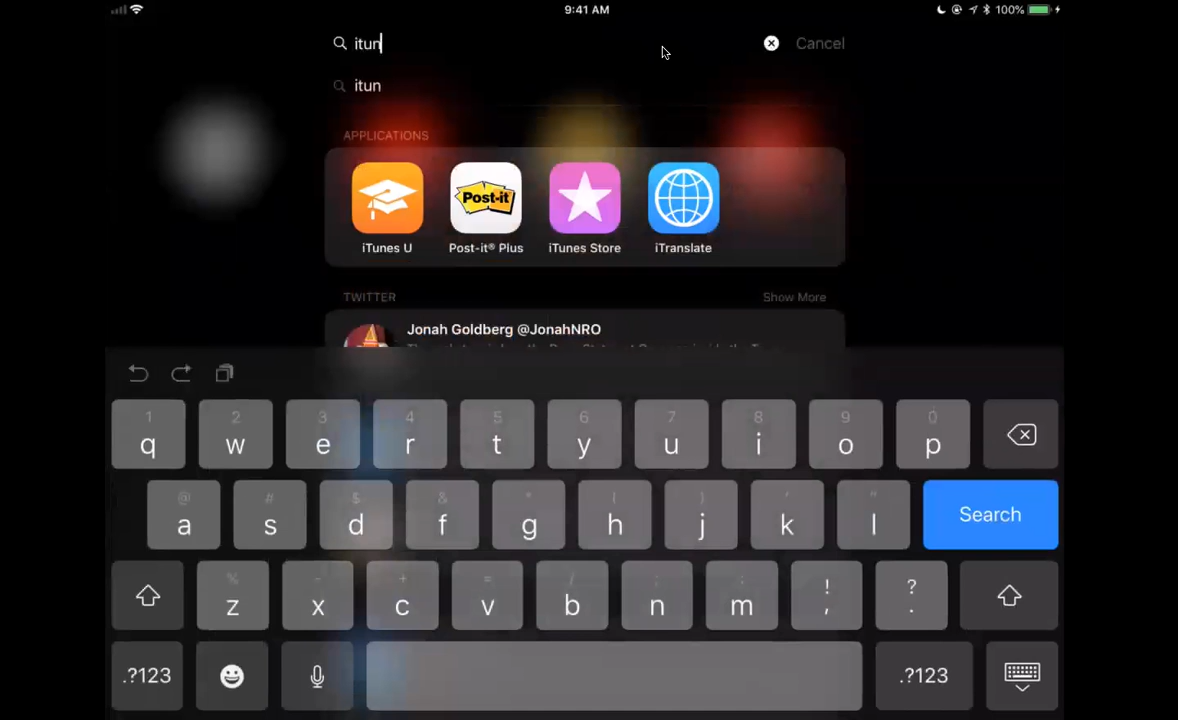 9:41 AM
100%
itun
Cancel
itun
APPLICATIONS
Post-it
iTunes U
Post-it® Plus
iTunes Store
iTranslate
TWITTER
Show More
Jonah Goldberg @JonahNRO
1 2 3 4 5 6 7 8 9 0
q w e r t y u i o p
@ # $ & * ( ) ' "
a s d f g h j k l
Search
% - + = / ; : ! ?
z x c v b n m , .
.?123
.?123